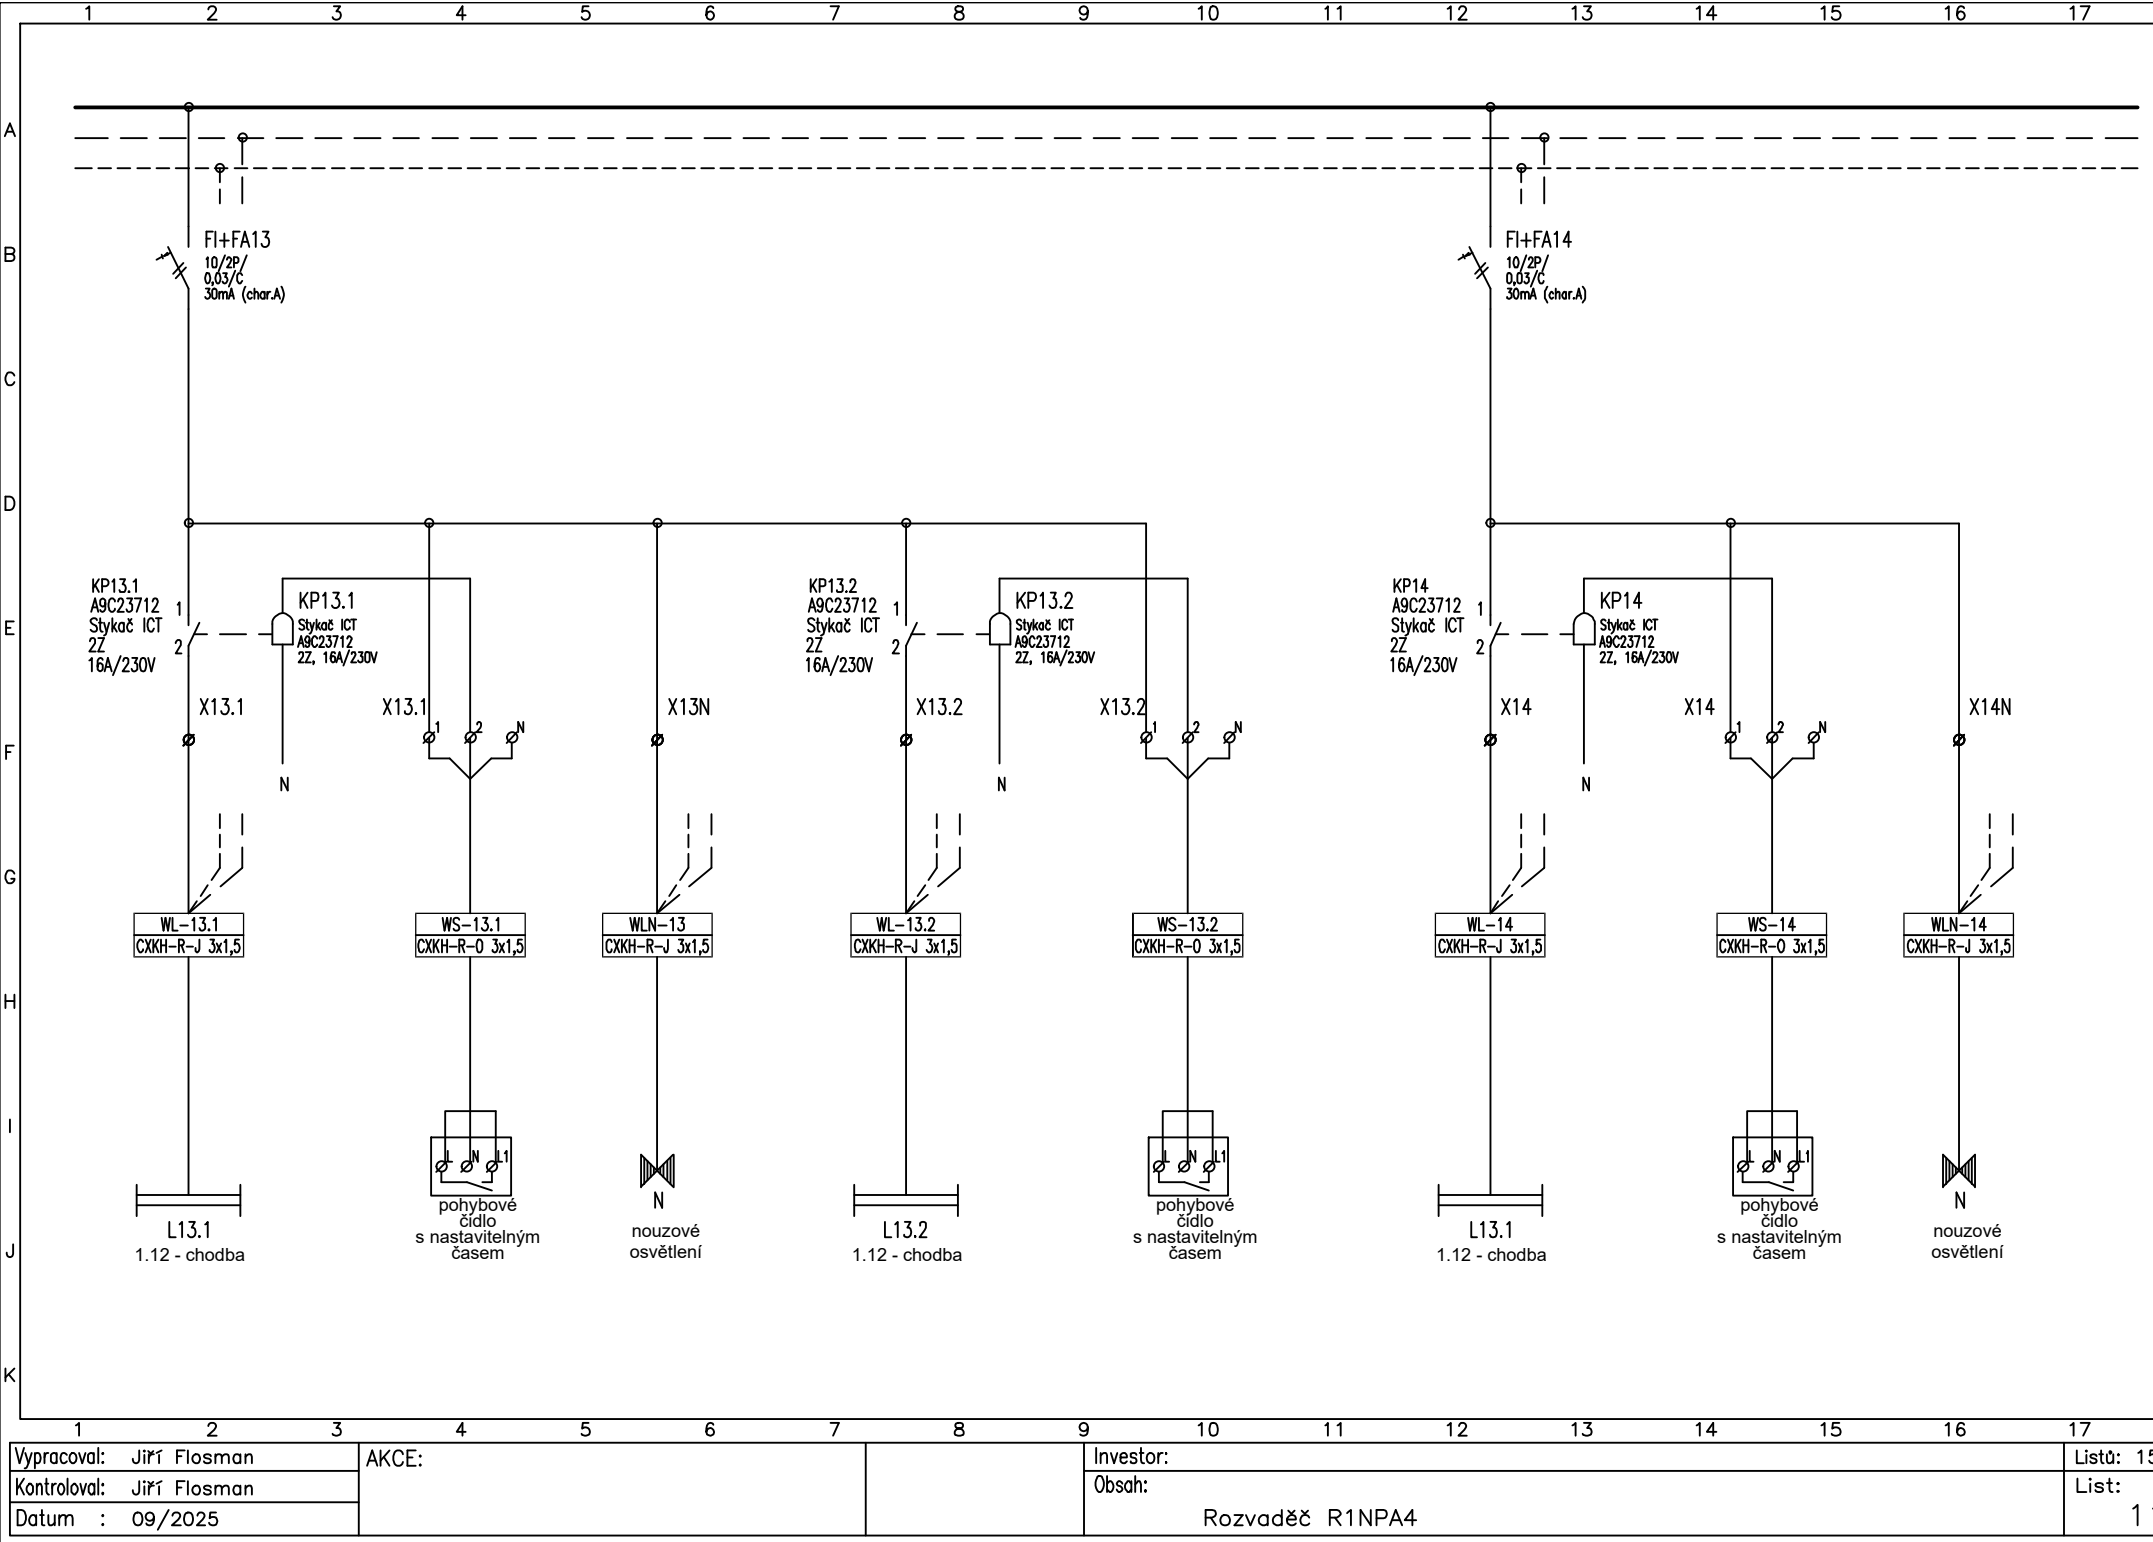 1 2 3 4 5 6 7 8 9 10 11 12 13 14 15 16 17
A
B
C
D
E
F
G
H
I
J
K
FI+FA13
10/2P/
0,03/C
30mA (char.A)
FI+FA14
10/2P/
0,03/C
30mA (char.A)
KP13.1
A9C23712
Stykač ICT
2Z
16A/230V
1
2
KP13.1
Stykač ICT
A9C23712
2Z, 16A/230V
KP13.2
A9C23712
Stykač ICT
2Z
16A/230V
1
2
KP13.2
Stykač ICT
A9C23712
2Z, 16A/230V
KP14
A9C23712
Stykač ICT
2Z
16A/230V
1
2
KP14
Stykač ICT
A9C23712
2Z, 16A/230V
X13.1
N
X13.1
1 2 N
X13N
X13.2
N
X13.2
1 2 N
X14
N
X14
1 2 N
X14N
WL-13.1
CXKH-R-J 3x1,5
WS-13.1
CXKH-R-O 3x1,5
WLN-13
CXKH-R-J 3x1,5
WL-13.2
CXKH-R-J 3x1,5
WS-13.2
CXKH-R-O 3x1,5
WL-14
CXKH-R-J 3x1,5
WS-14
CXKH-R-O 3x1,5
WLN-14
CXKH-R-J 3x1,5
L13.1
1.12 - chodba
L N L1
pohybové
čidlo
s nastavitelným
časem
N
nouzové
osvětlení
L13.2
1.12 - chodba
L N L1
pohybové
čidlo
s nastavitelným
časem
L13.1
1.12 - chodba
L N L1
pohybové
čidlo
s nastavitelným
časem
N
nouzové
osvětlení
1 2 3 4 5 6 7 8 9 10 11 12 13 14 15 16 17
Vypracoval: Jiří Flosman
Kontroloval: Jiří Flosman
Datum : 09/2025
AKCE:
Investor:
Obsah:
Rozvaděč R1NPA4
Listů: 15
List: